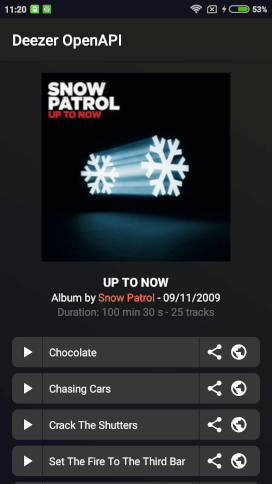 11:20
53%
Deezer OpenAPI
SNOW
PATROL
UP TO NOW
UP TO NOW
Album by Snow Patrol - 09/11/2009
Duration: 100 min 30 s - 25 tracks
Chocolate
Chasing Cars
Crack The Shutters
Set The Fire To The Third Bar